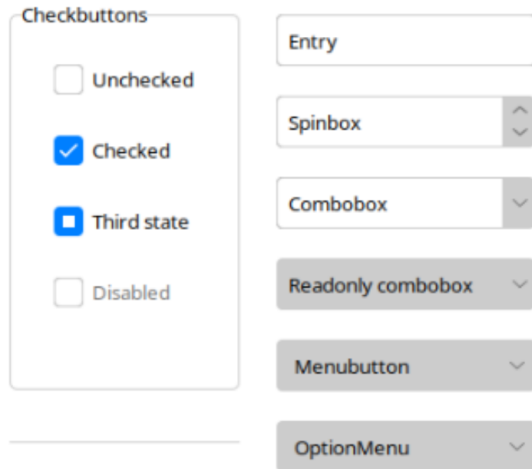 Checkbuttons
Unchecked
Checked
Third state
Disabled
Entry
Spinbox
Combobox
Readonly combobox
Menubutton
OptionMenu